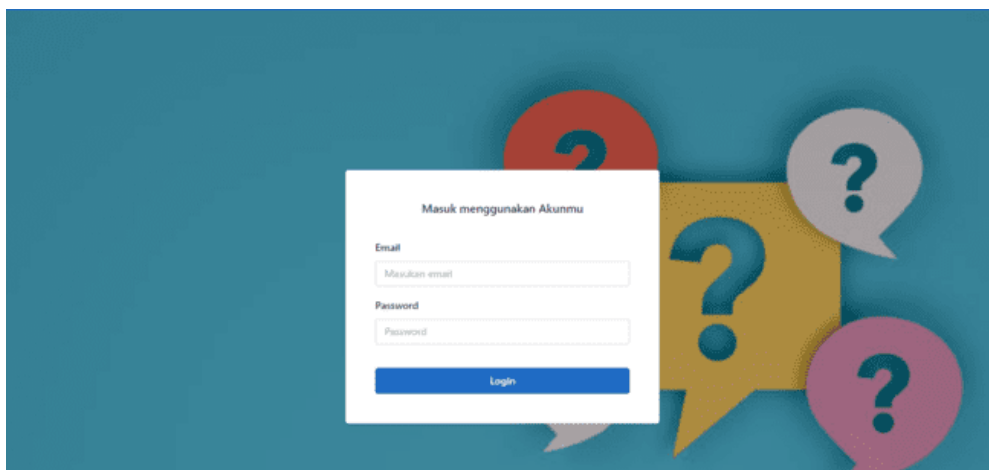 ?
?
Masuk menggunakan Akunmu
?
Email
Masukan email
Password
Password
?
Login